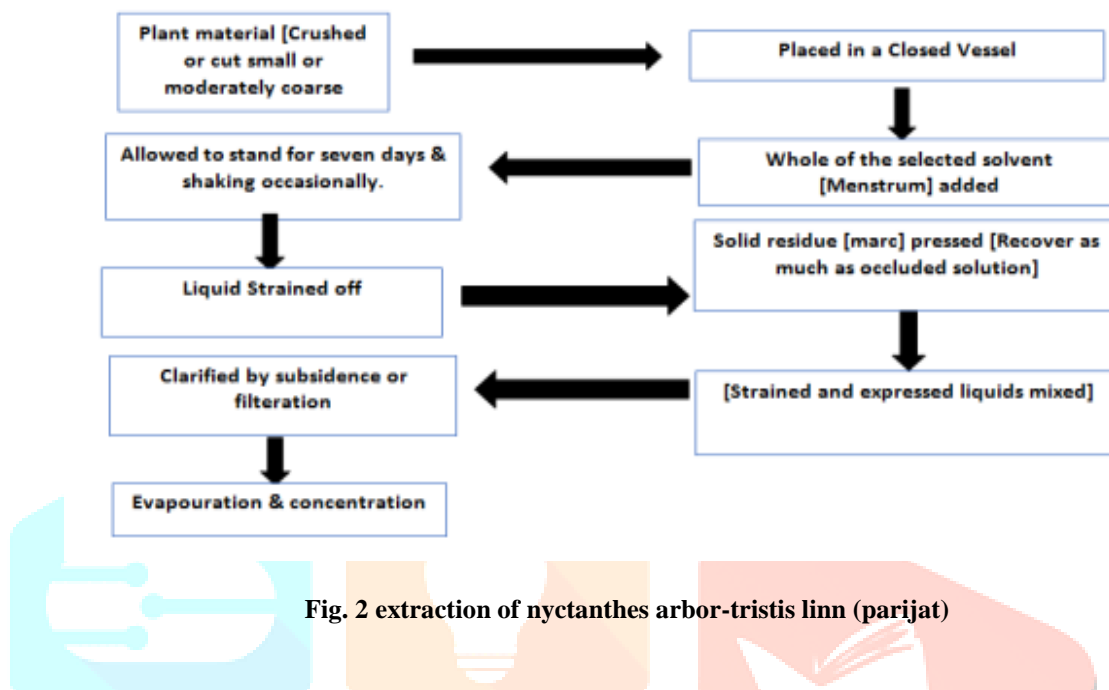 Plant material [Crushed
or cut small or
moderately coarse
Placed in a Closed Vessel
Whole of the selected solvent
[Menstrum] added
Allowed to stand for seven days &
shaking occasionally.
Liquid Strained off
Solid residue [marc] pressed [Recover as
much as occluded solution]
[Strained and expressed liquids mixed]
Clarified by subsidence or
filteration
Evapouration & concentration
Fig. 2 extraction of nyctanthes arbor-tristis linn (parijat)